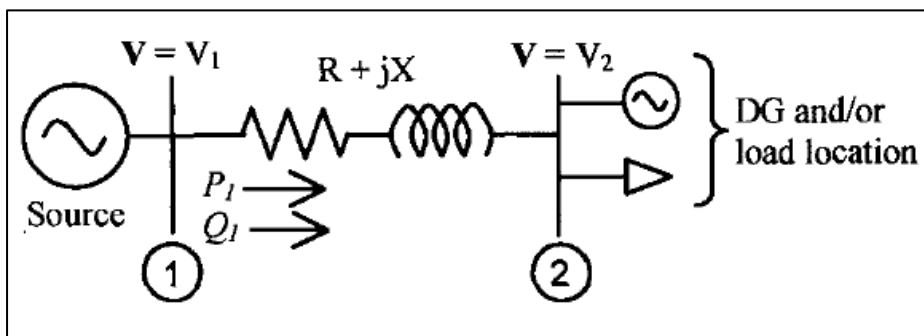 V = V₁
R + jX
V = V₂
DG and/or
load location
P₁
Q₁
Source
1
2